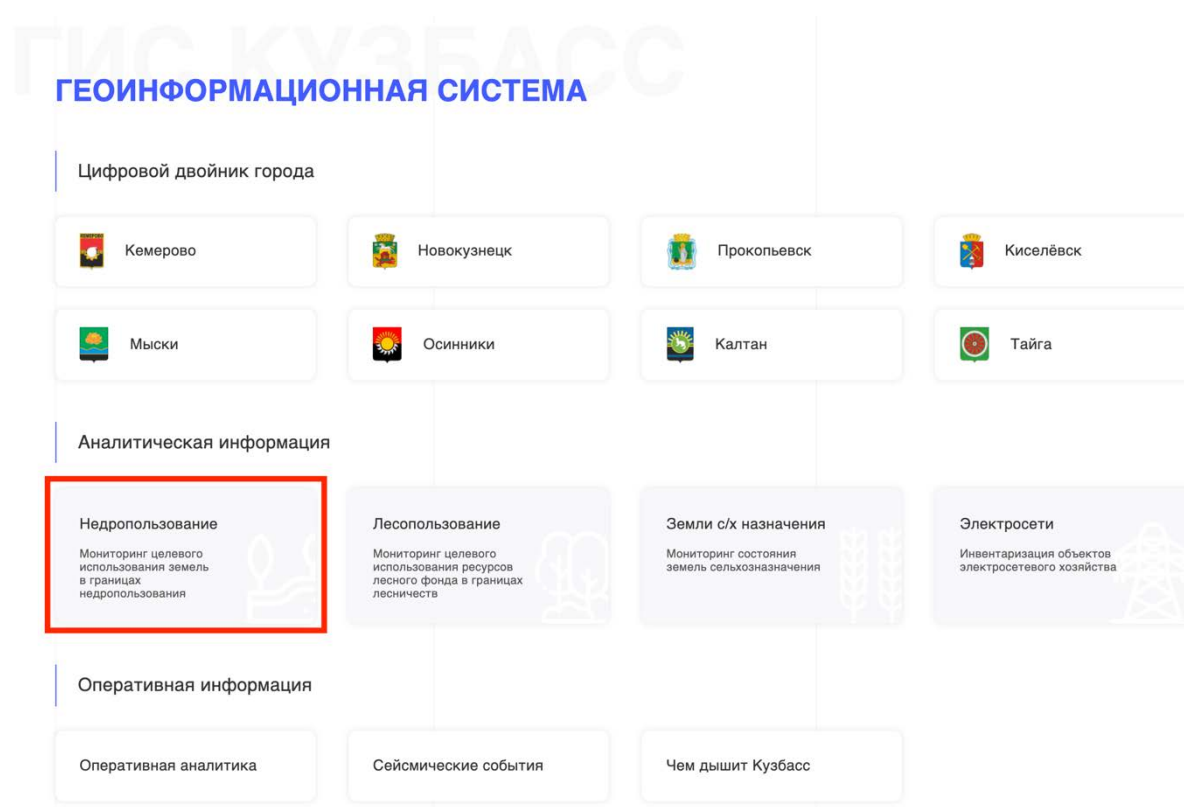 ГИС КУЗБАСС
ГЕОИНФОРМАЦИОННАЯ СИСТЕМА
Цифровой двойник города
Кемерово
Новокузнецк
Прокопьевск
Киселёвск
Мыски
Осинники
Калтан
Тайга
Аналитическая информация
Недропользование
Мониторинг целевого
использования земель
в границах
недропользования
Лесопользование
Мониторинг целевого
использования ресурсов
лесного фонда в границах
лесничеств
Земли с/х назначения
Мониторинг состояния
земель сельхозназначения
Электросети
Инвентаризация объектов
электросетевого хозяйства
Оперативная информация
Оперативная аналитика
Сейсмические события
Чем дышит Кузбасс